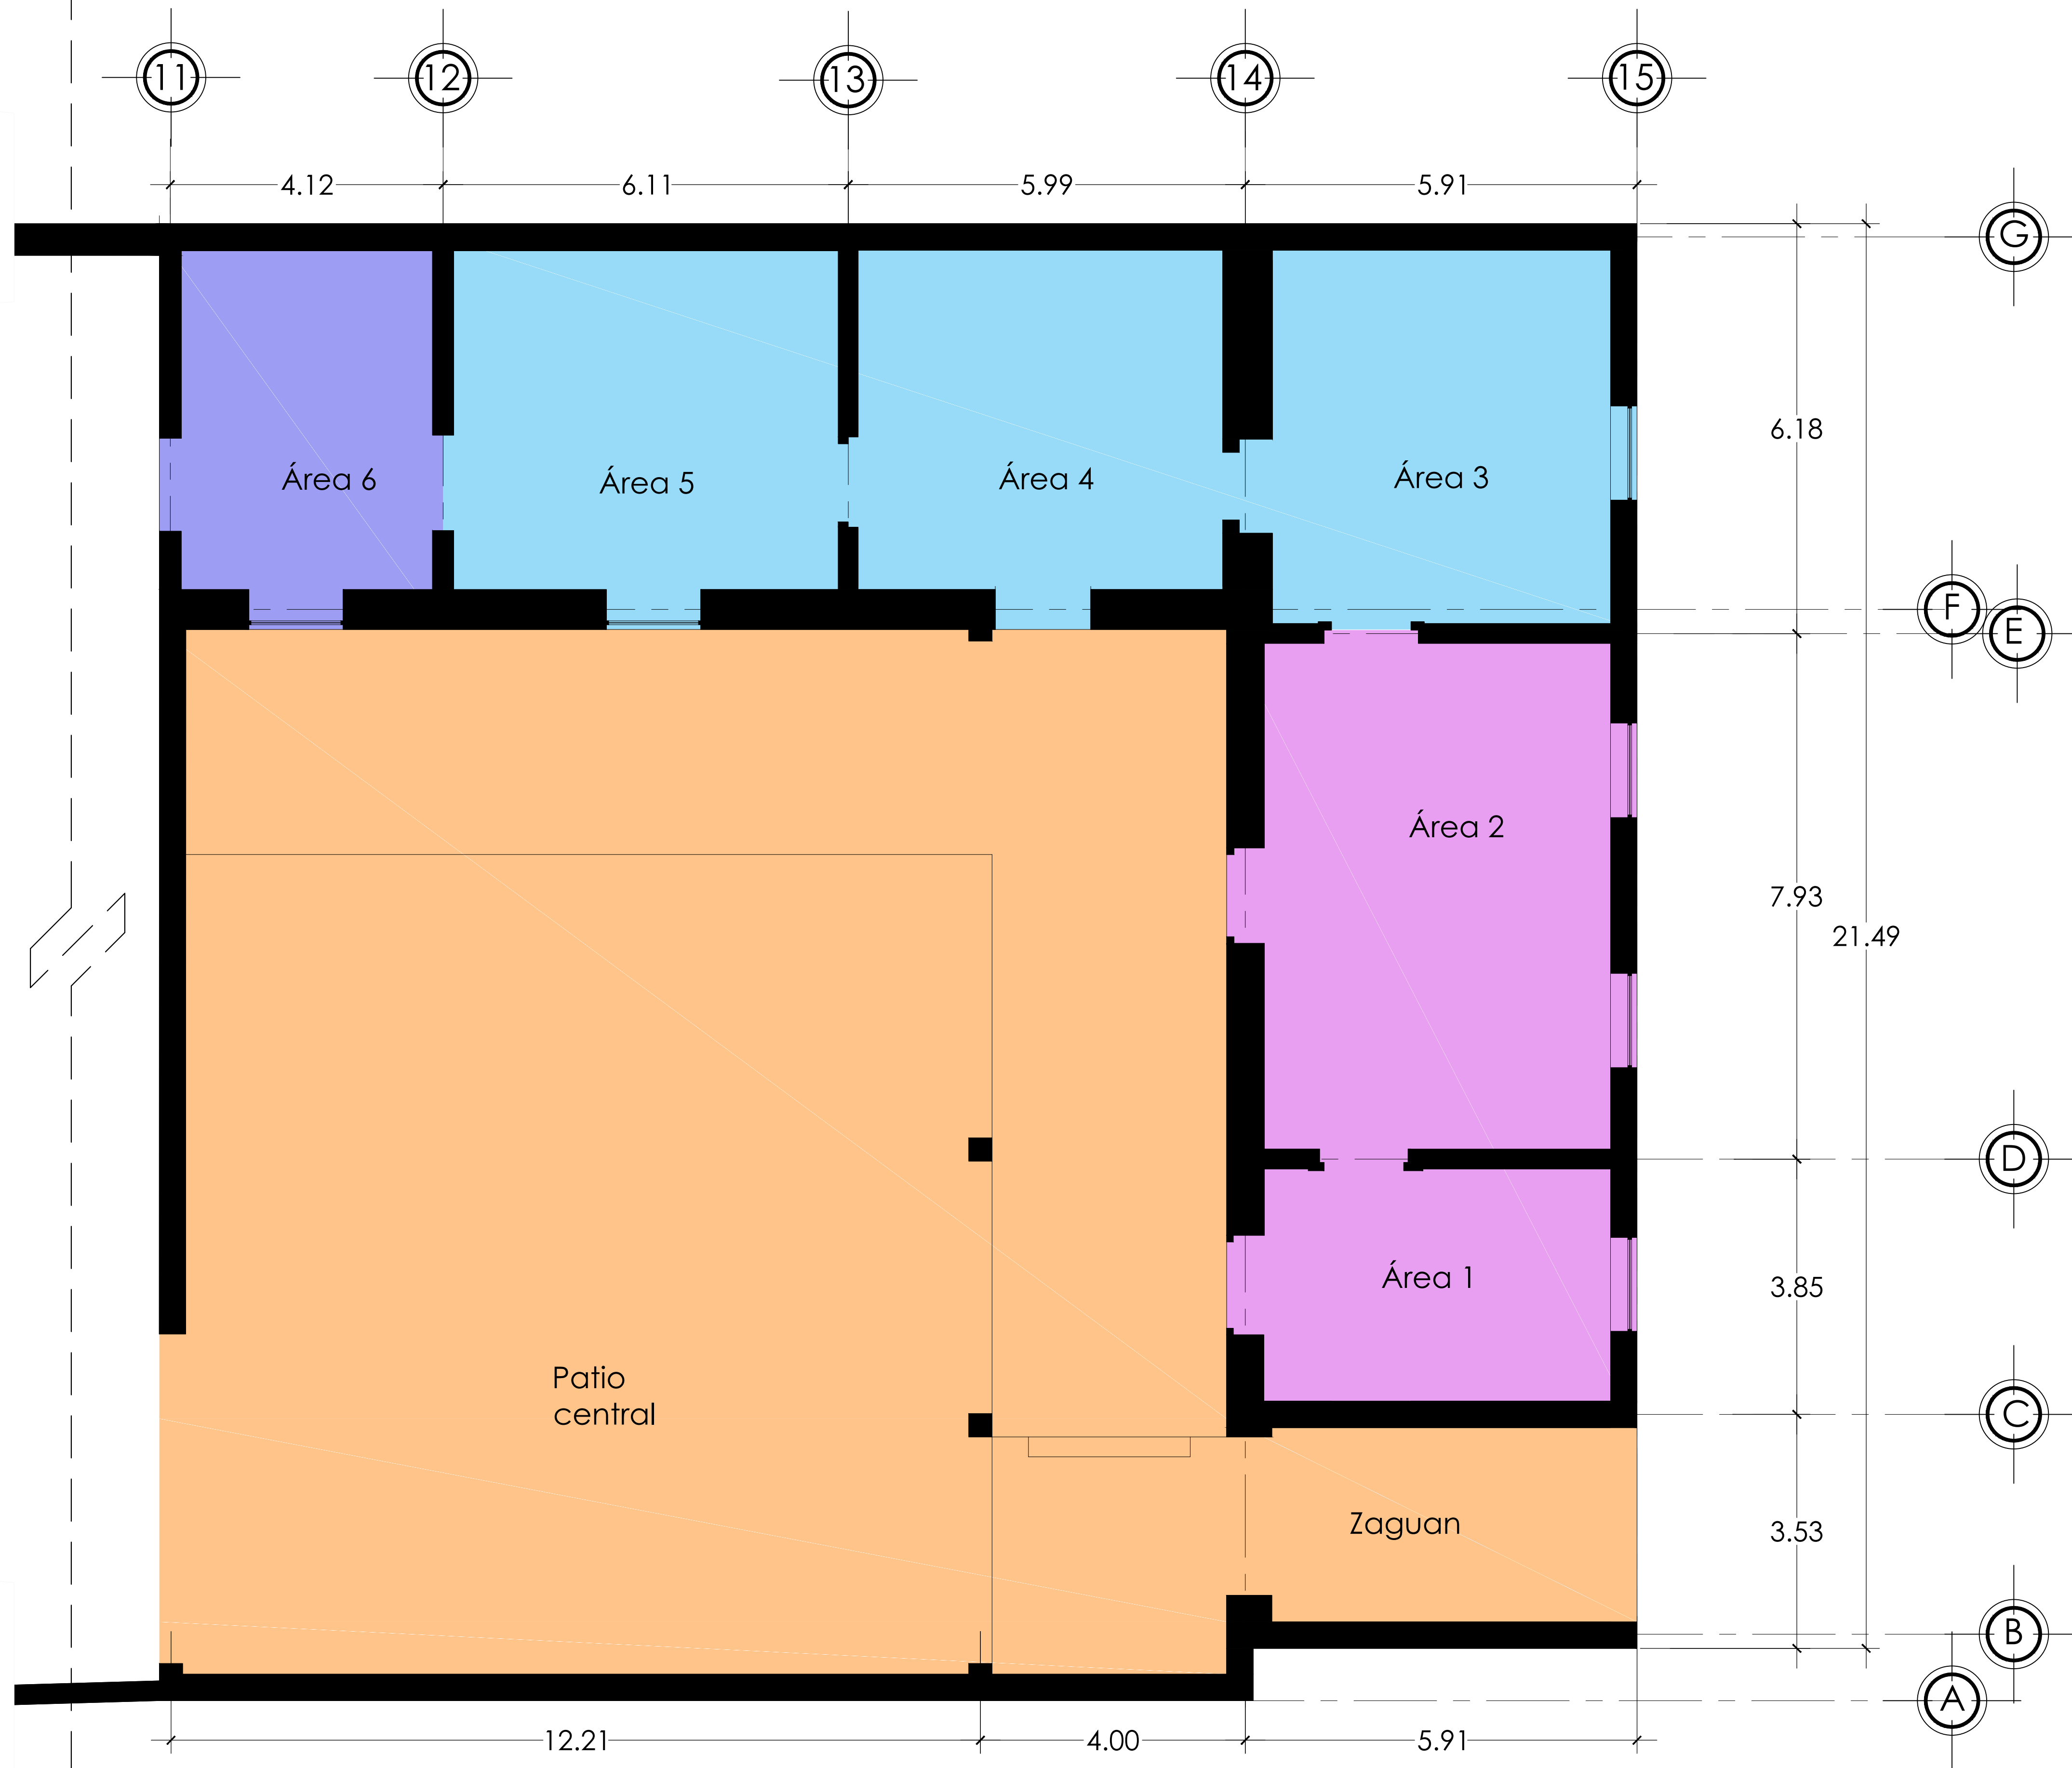 11 12 13 14 15
4.12 6.11 5.99 5.91
G
6.18
Área 6 Área 5 Área 4 Área 3
F
E
Área 2
7.93
21.49
D
Área 1
3.85
Patio
central
C
Zaguan
3.53
B
A
12.21 4.00 5.91